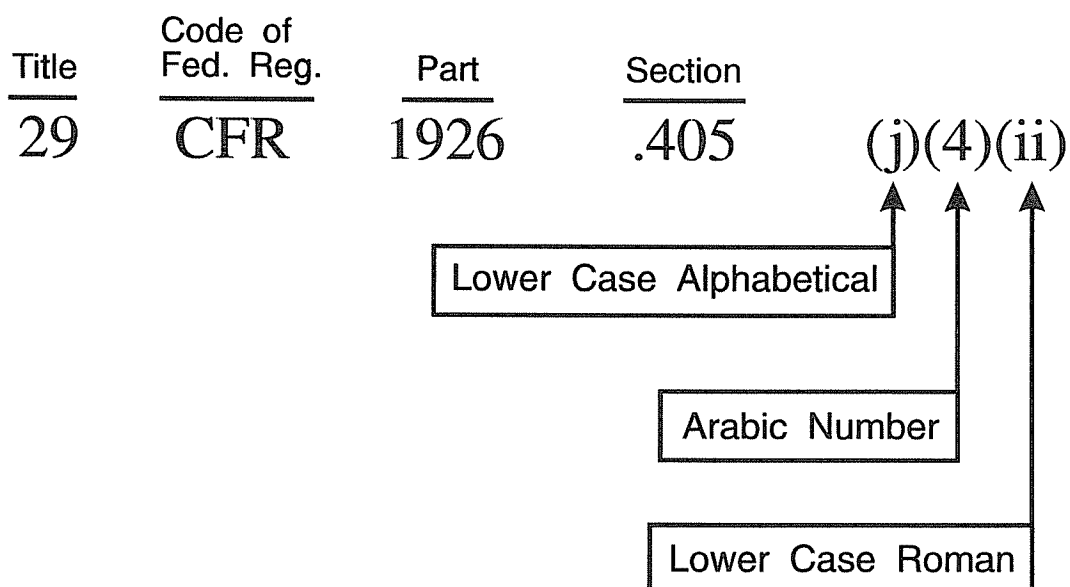 Code of
Title Fed. Reg. Part Section
29 CFR 1926 .405 (j)(4)(ii)
Lower Case Alphabetical
Arabic Number
Lower Case Roman